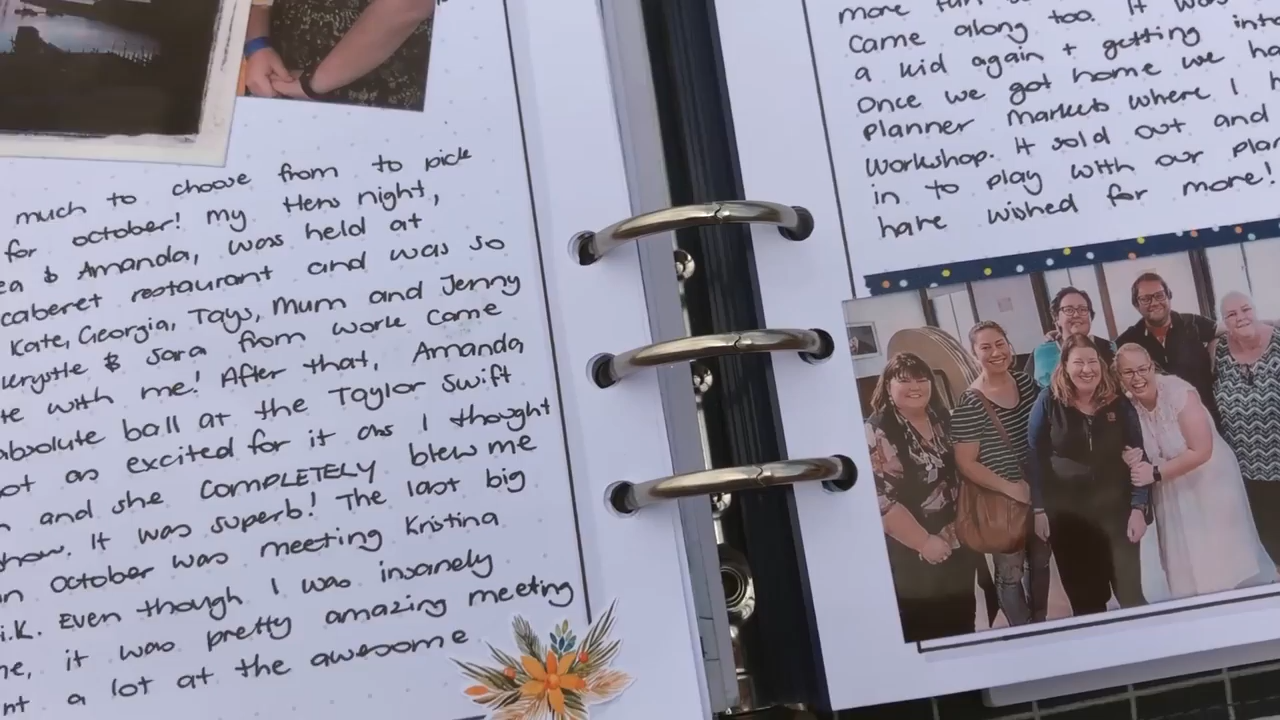 much to choose from to pick
for october! My Hens night,
& Amanda, was held at
caberet restaurant and was so
Kate, Georgia, Tays, Mum and Jenny
Krystle & Sara from work came
with me! After that, Amanda
absolute ball at the Taylor Swift
as excited for it as I thought
and she COMPLETELY blew me
show. It was superb! The last big
in October was meeting Kristina
i.K. Even though I was insanely
it was pretty amazing meeting
a lot at the awesome
more fun
came along too. It was
a kid again + getting into
Once we got home we
planner markets where I
workshop. It sold out and
in to play with our
have wished for more!